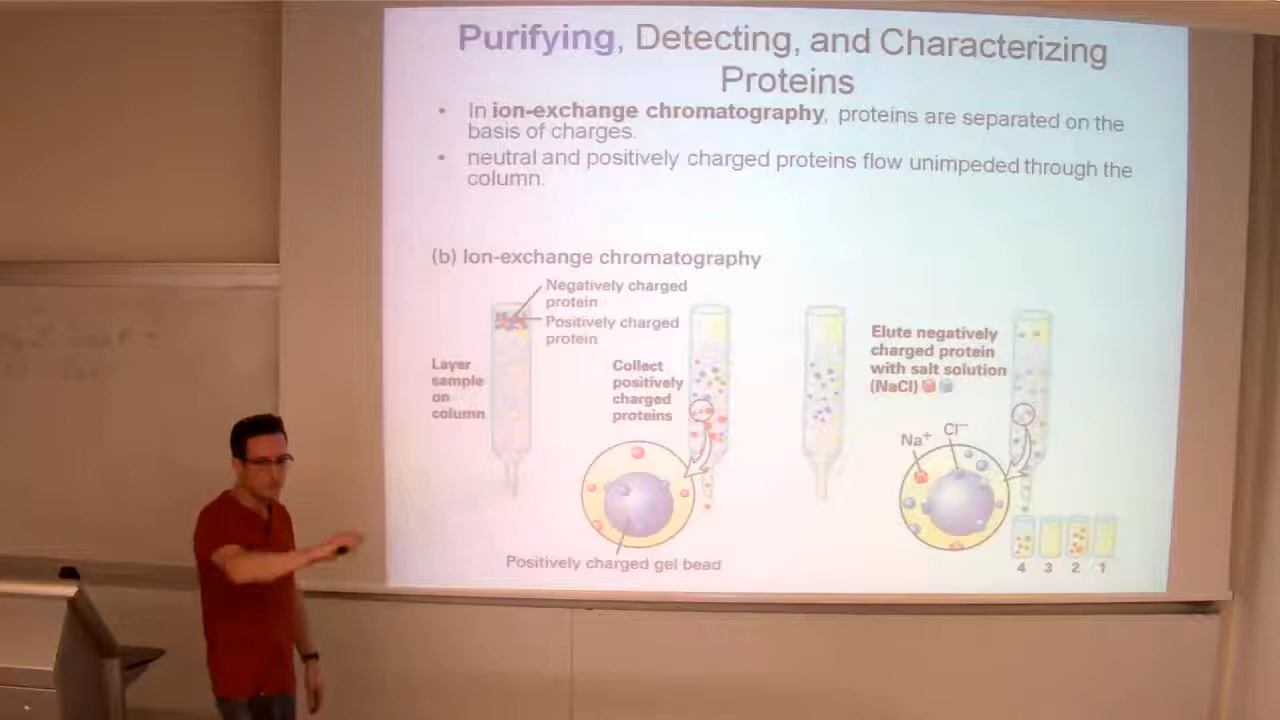 Purifying, Detecting, and Characterizing
Proteins
• In ion-exchange chromatography, proteins are separated on the
basis of charges.
• neutral and positively charged proteins flow unimpeded through the
column.
(b) Ion-exchange chromatography
Negatively charged
protein
Positively charged
protein
Layer
sample
on
column
Collect
positively
charged
proteins
Elute negatively
charged protein
with salt solution
(NaCl)
Na⁺
Cl⁻
Positively charged gel bead
4 3 2 1